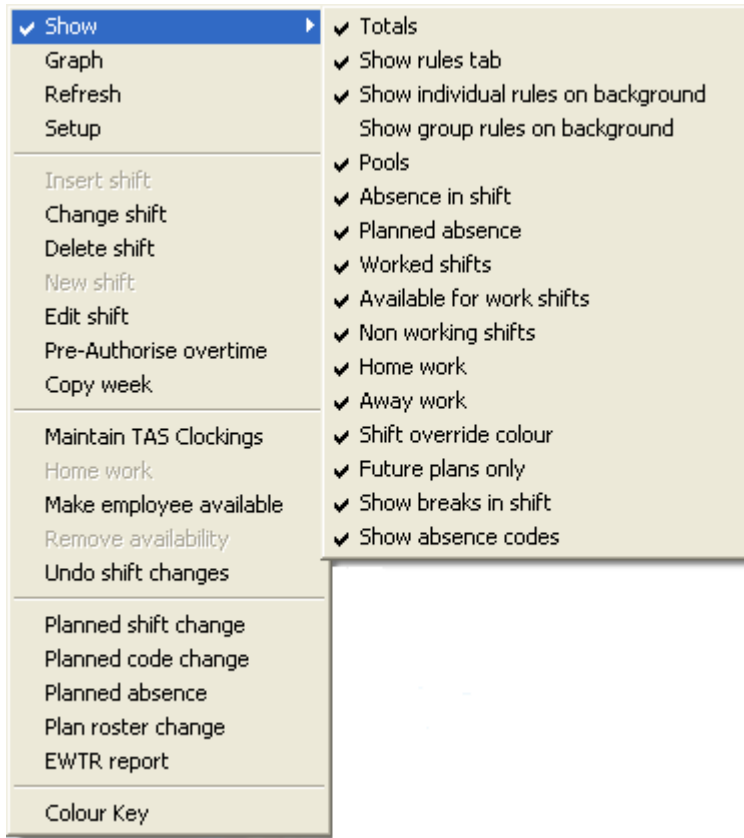 Show
Graph
Refresh
Setup
Insert shift
Change shift
Delete shift
New shift
Edit shift
Pre-Authorise overtime
Copy week
Maintain TAS Clockings
Home work
Make employee available
Remove availability
Undo shift changes
Planned shift change
Planned code change
Planned absence
Plan roster change
EWTR report
Colour Key
Totals
Show rules tab
Show individual rules on background
Show group rules on background
Pools
Absence in shift
Planned absence
Worked shifts
Available for work shifts
Non working shifts
Home work
Away work
Shift override colour
Future plans only
Show breaks in shift
Show absence codes